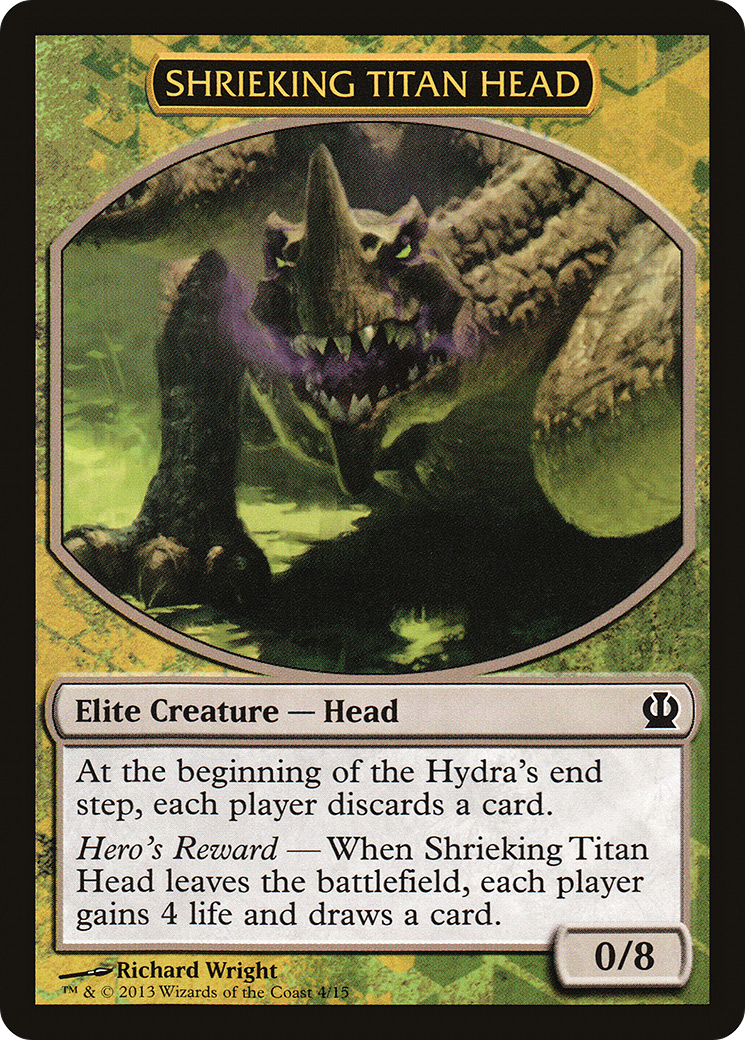 SHRIEKING TITAN HEAD
Elite Creature — Head
At the beginning of the Hydra's end
step, each player discards a card.
Hero's Reward — When Shrieking Titan
Head leaves the battlefield, each player
gains 4 life and draws a card.
0/8
Richard Wright
™ & © 2013 Wizards of the Coast 4/15